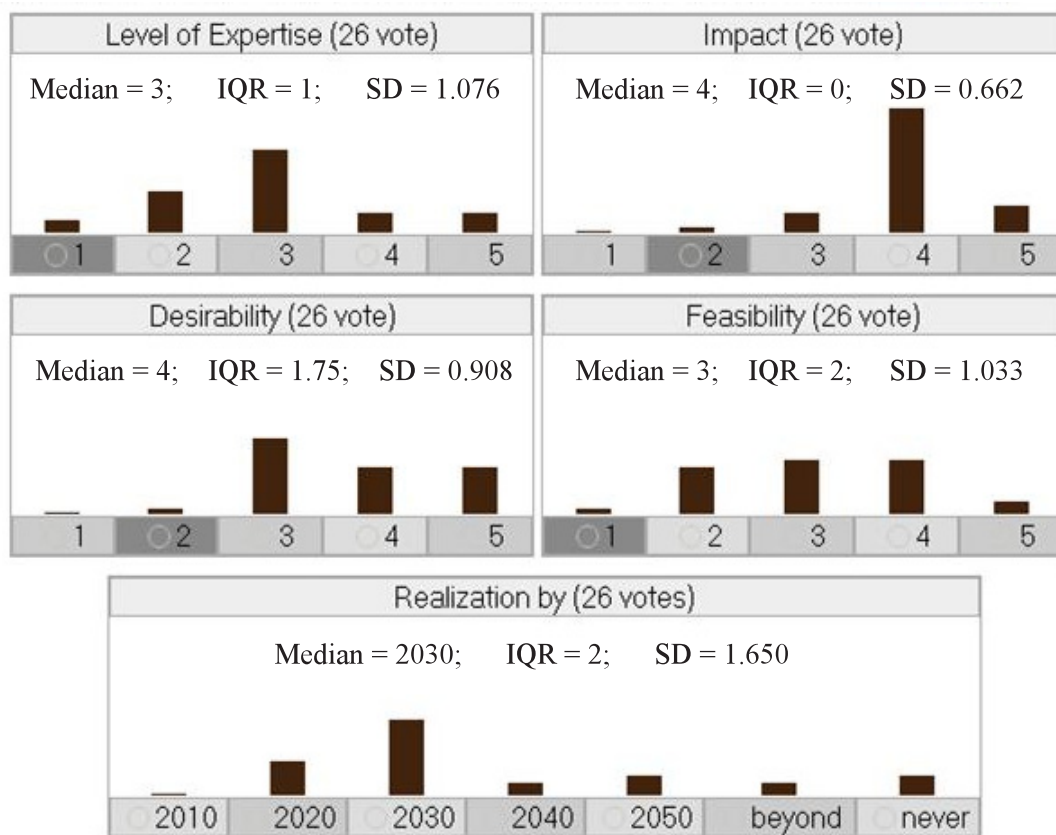 Level of Expertise (26 vote)
Median = 3; IQR = 1; SD = 1.076
1 2 3 4 5
Impact (26 vote)
Median = 4; IQR = 0; SD = 0.662
1 2 3 4 5
Desirability (26 vote)
Median = 4; IQR = 1.75; SD = 0.908
1 2 3 4 5
Feasibility (26 vote)
Median = 3; IQR = 2; SD = 1.033
1 2 3 4 5
Realization by (26 votes)
Median = 2030; IQR = 2; SD = 1.650
2010 2020 2030 2040 2050 beyond never